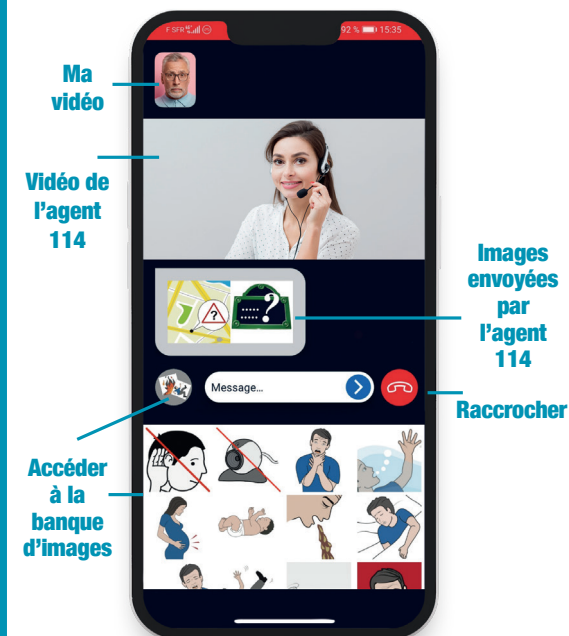 F SFR
92 % 15:35
Ma
vidéo
Vidéo de
l'agent
114
Images
envoyées
par
l'agent
114
?
?
Message...
Raccrocher
Accéder
à la
banque
d'images